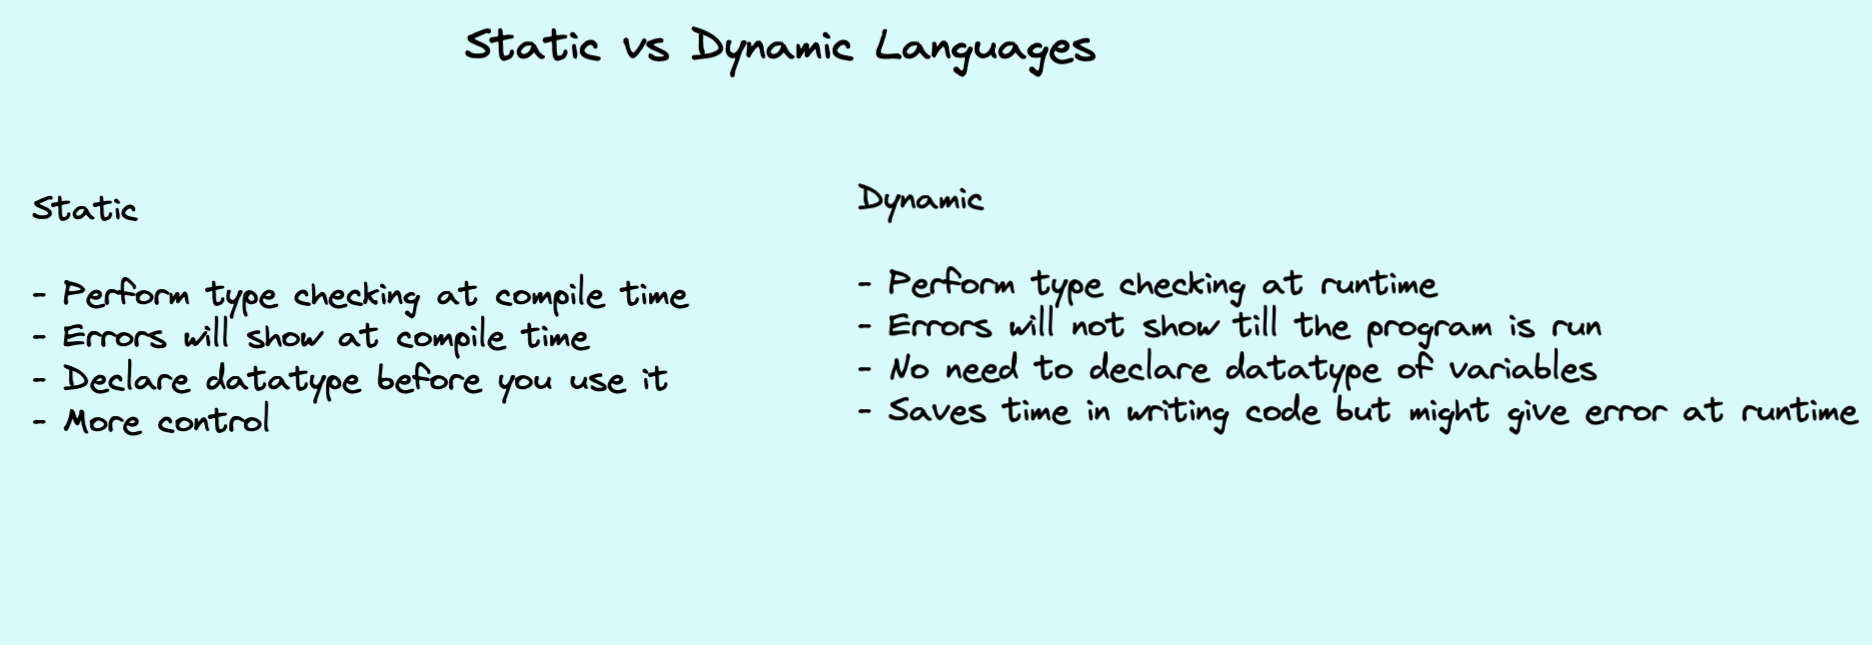 Static vs Dynamic Languages
Static
- Perform type checking at compile time
- Errors will show at compile time
- Declare datatype before you use it
- More control
Dynamic
- Perform type checking at runtime
- Errors will not show till the program is run
- No need to declare datatype of variables
- Saves time in writing code but might give error at runtime